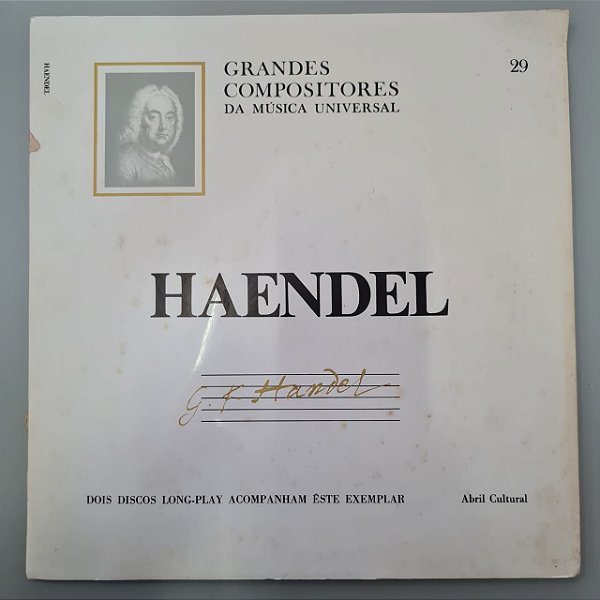 HAENDEL
GRANDES
COMPOSITORES
DA MÚSICA UNIVERSAL
29
HAENDEL
G. F Handel
DOIS DISCOS LONG-PLAY ACOMPANHAM ÊSTE EXEMPLAR
Abril Cultural